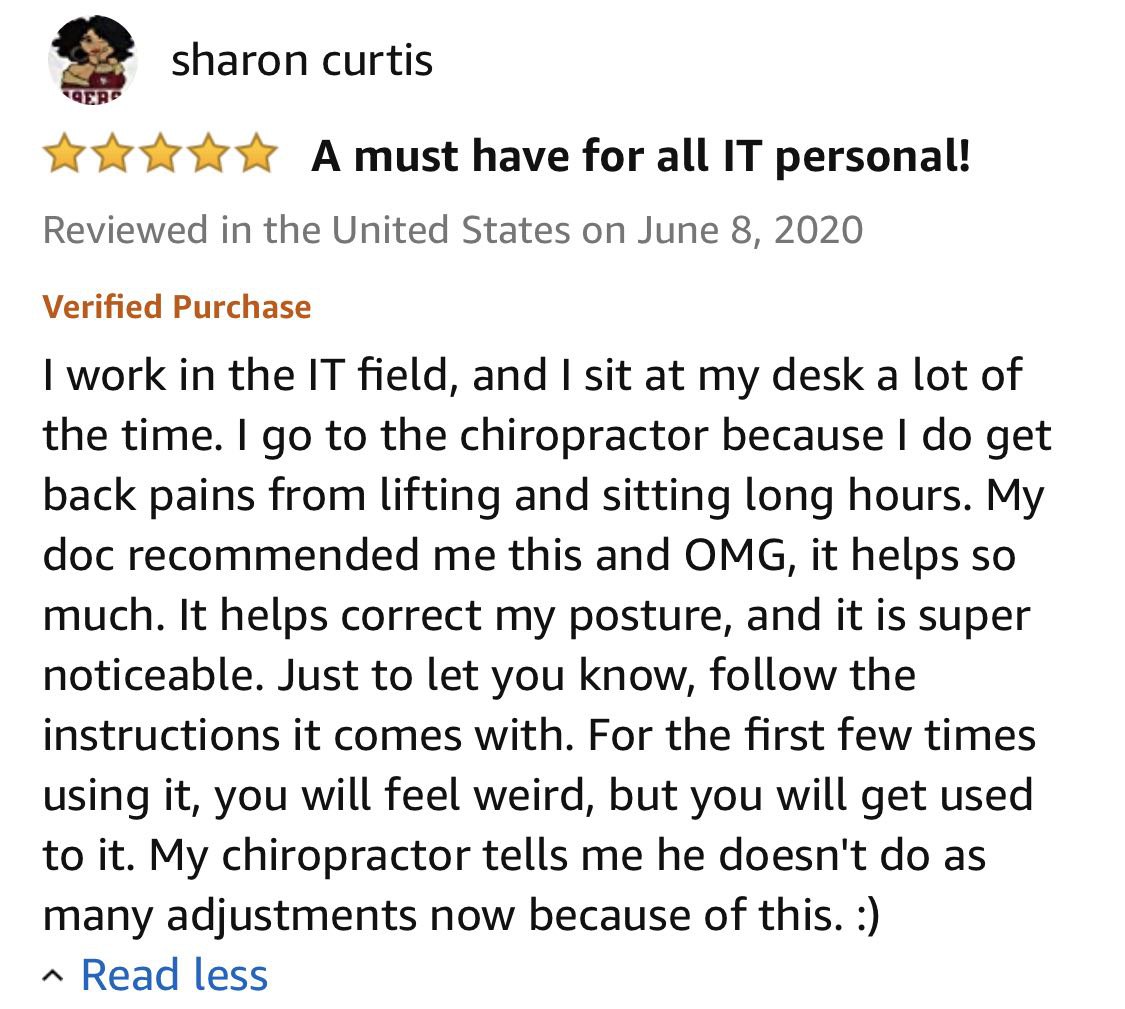 sharon curtis
A must have for all IT personal!
Reviewed in the United States on June 8, 2020
Verified Purchase
I work in the IT field, and I sit at my desk a lot of
the time. I go to the chiropractor because I do get
back pains from lifting and sitting long hours. My
doc recommended me this and OMG, it helps so
much. It helps correct my posture, and it is super
noticeable. Just to let you know, follow the
instructions it comes with. For the first few times
using it, you will feel weird, but you will get used
to it. My chiropractor tells me he doesn't do as
many adjustments now because of this. :)
Read less